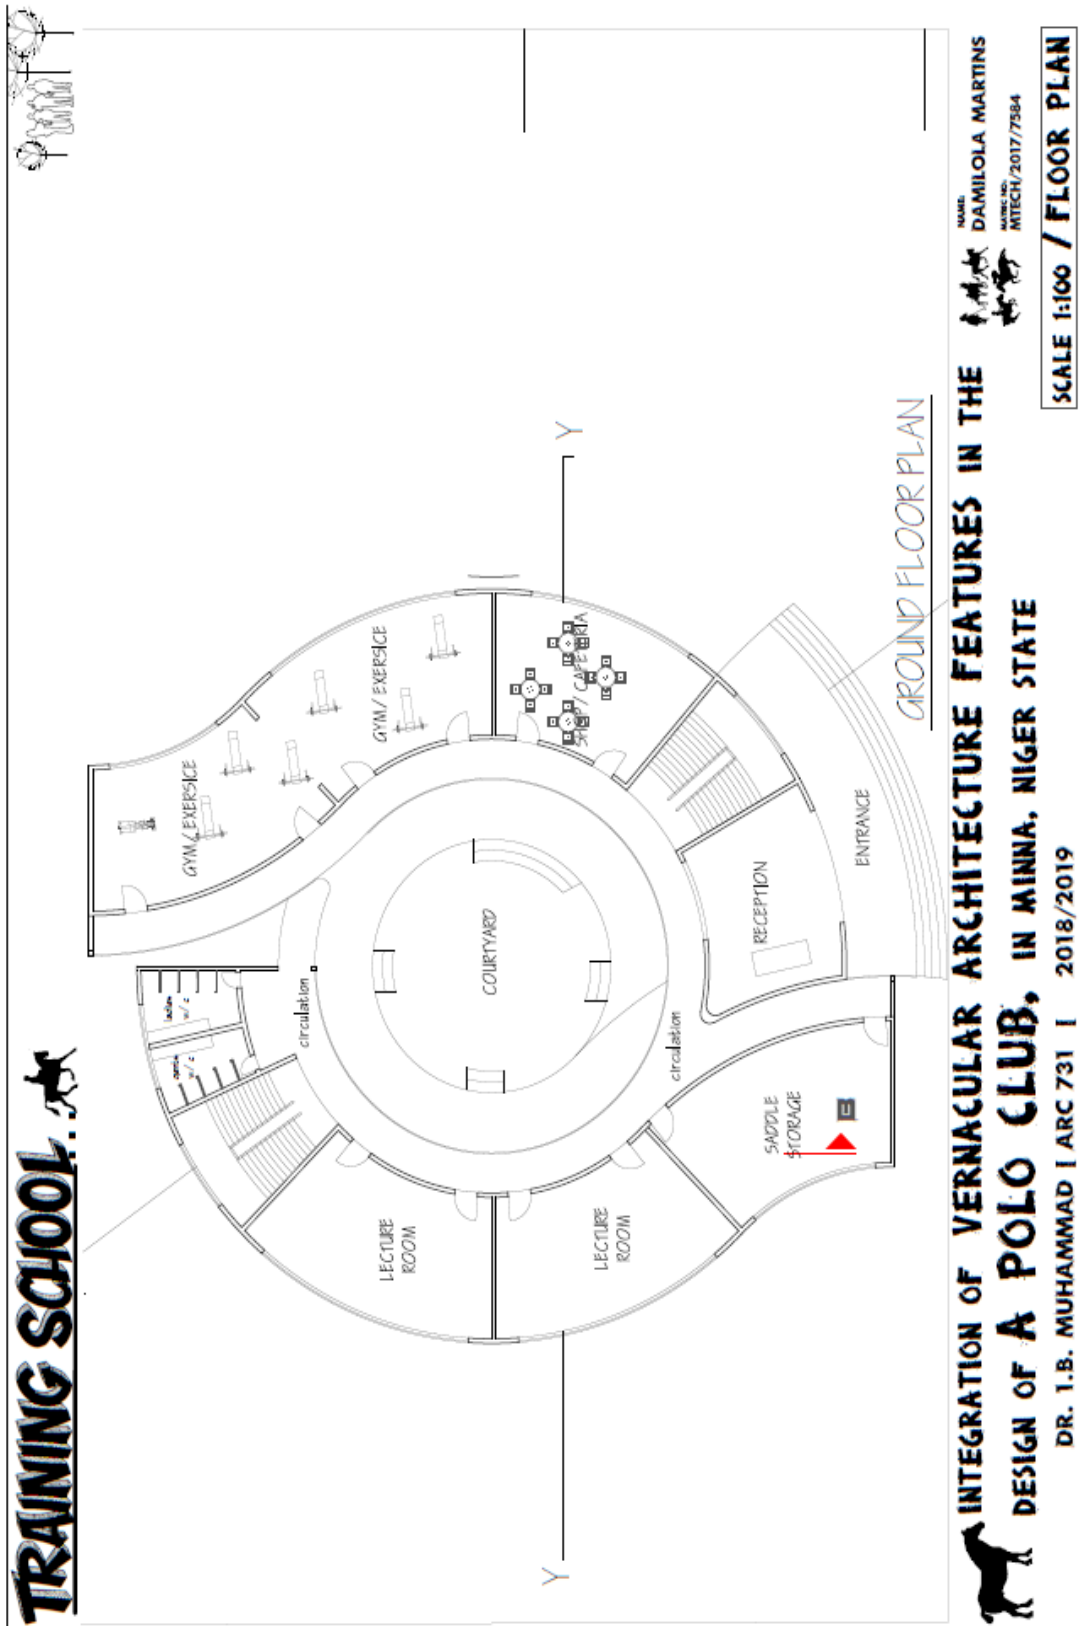 TRAINING SCHOOL...
GYM/EXERSICE
GYM/ EXERSICE
w/c
w/c
circulation
COURTYARD
LECTURE
ROOM
LECTURE
ROOM
circulation
SADDLE
STORAGE
RECEPTION
ENTRANCE
Y
Y
GROUND FLOOR PLAN
INTEGRATION OF VERNACULAR ARCHITECTURE FEATURES IN THE
DESIGN OF A POLO CLUB, IN MINNA, NIGER STATE
DR. I.B. MUHAMMAD | ARC 731 | 2018/2019
NAME:
DAMILOLA MARTINS
MATRIC NO:
MTECH/2017/7584
SCALE 1:100 / FLOOR PLAN